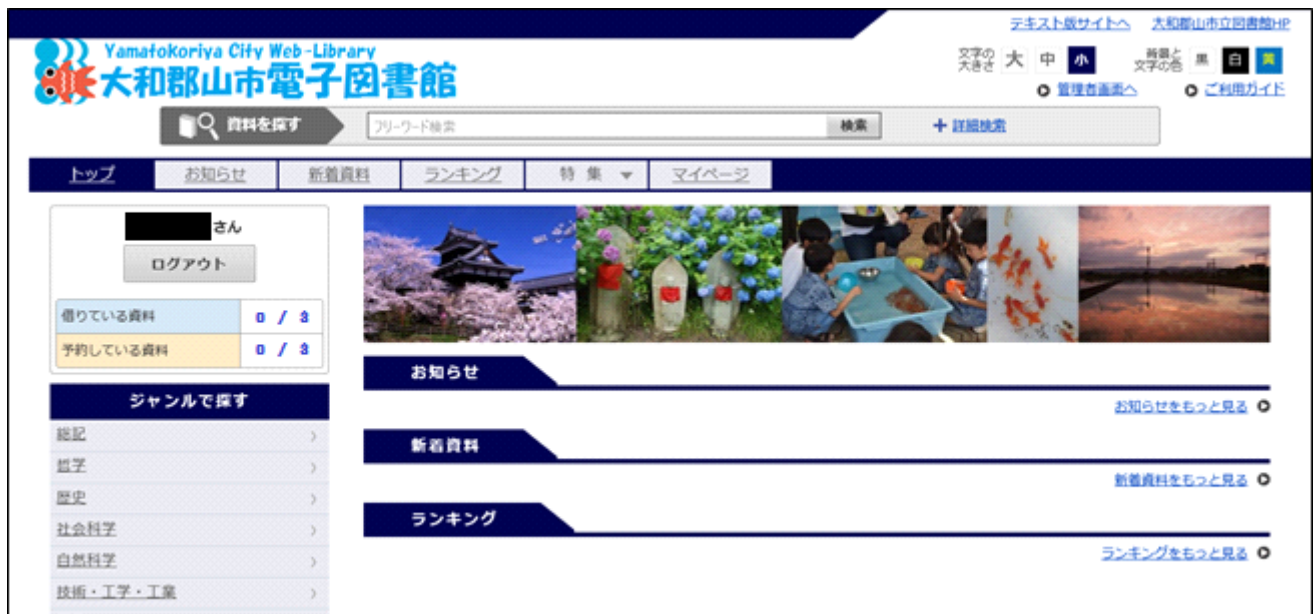 テキスト版サイトへ 大和郡山市立図書館HP
Yamatokoriya City Web-Library
大和郡山市電子図書館
文字の大きさ 大 中 小 背景と文字の色 黒 白 黄
管理者画面へ ご利用ガイド
資料を探す フリーワード検索 検索 + 詳細検索
トップ お知らせ 新着資料 ランキング 特集 ▼ マイページ
さん
ログアウト
借りている資料 0 / 3
予約している資料 0 / 3
ジャンルで探す
総記
哲学
歴史
社会科学
自然科学
技術・工学・工業
お知らせ
お知らせをもっと見る
新着資料
新着資料をもっと見る
ランキング
ランキングをもっと見る